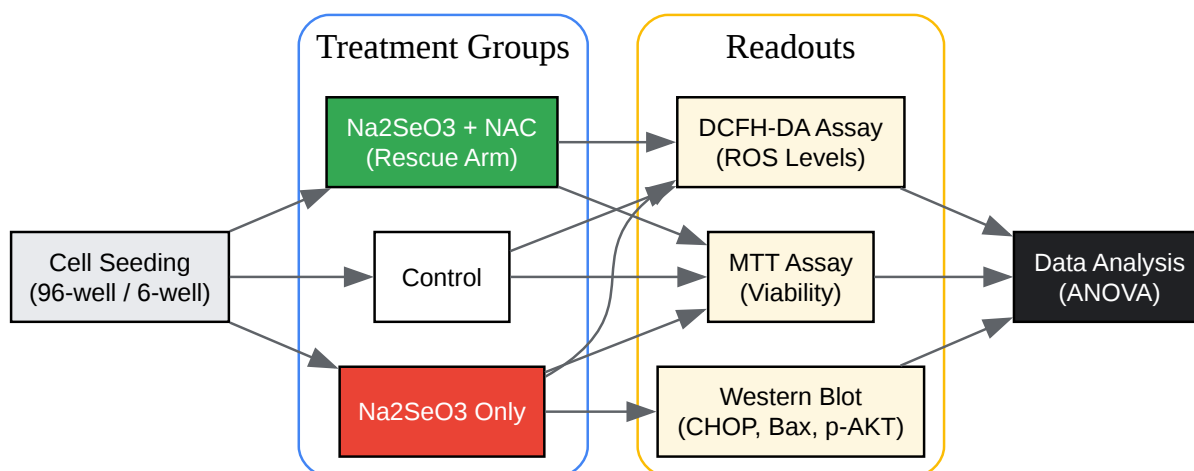 Treatment Groups
Readouts
Na2SeO3 + NAC
(Rescue Arm)
DCFH-DA Assay
(ROS Levels)
Cell Seeding
(96-well / 6-well)
Control
MTT Assay
(Viability)
Data Analysis
(ANOVA)
Na2SeO3 Only
Western Blot
(CHOP, Bax, p-AKT)